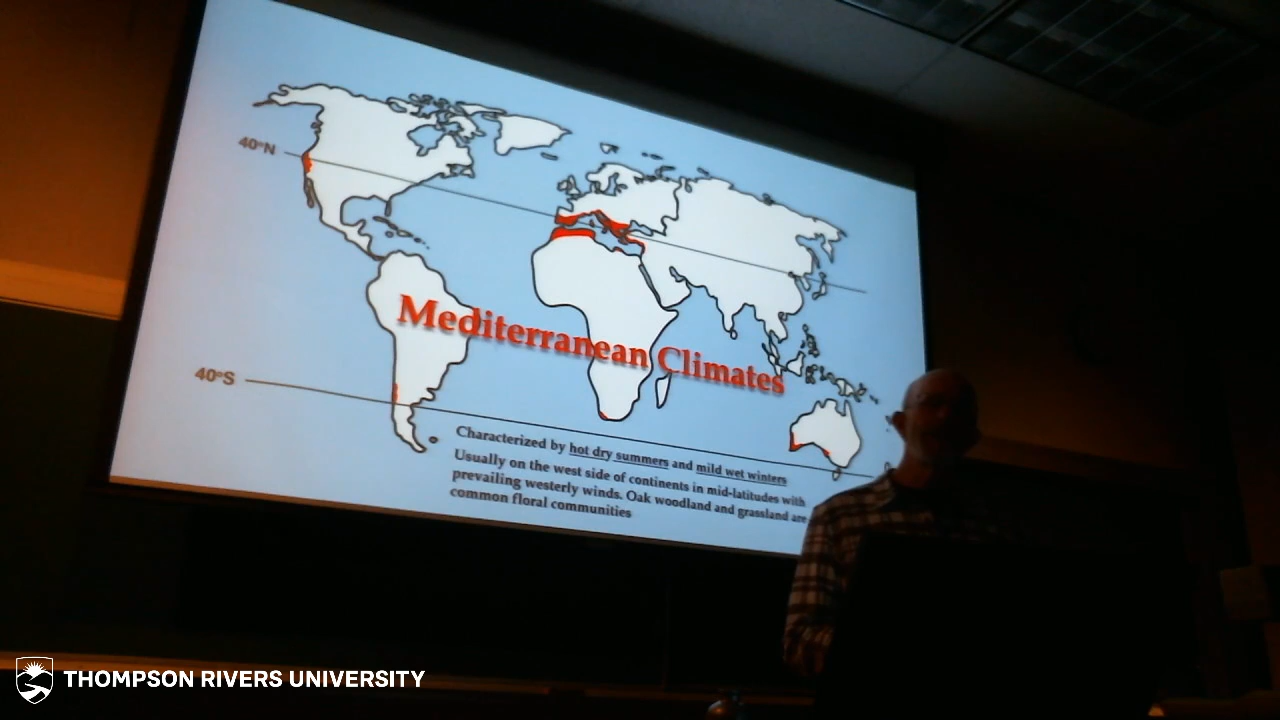 40°N
Mediterranean Climates
40°S
Characterized by hot dry summers and mild wet winters
Usually on the west side of continents in mid-latitudes with
prevailing westerly winds. Oak woodland and grassland are
common floral communities
THOMPSON RIVERS UNIVERSITY